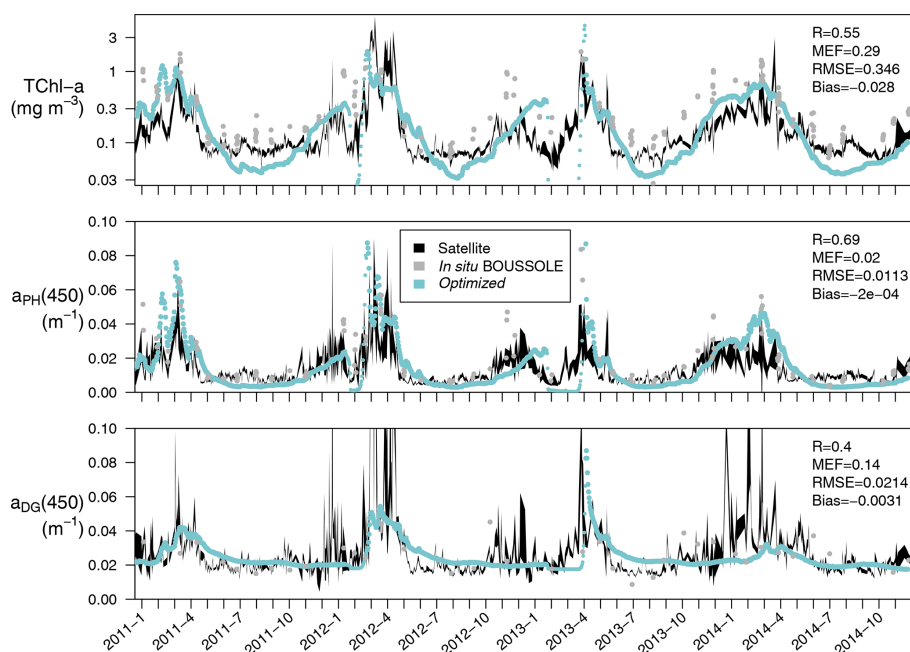 TChl−a
(mg m⁻³)
3
1
0.3
0.1
0.03
R=0.55
MEF=0.29
RMSE=0.346
Bias=−0.028
aPH(450)
(m⁻¹)
0.10
0.08
0.06
0.04
0.02
0.00
Satellite
In situ BOUSSOLE
Optimized
R=0.69
MEF=0.02
RMSE=0.0113
Bias=−2e−04
aDG(450)
(m⁻¹)
0.10
0.08
0.06
0.04
0.02
0.00
R=0.4
MEF=0.14
RMSE=0.0214
Bias=−0.0031
2011−1
2011−4
2011−7
2011−10
2012−1
2012−4
2012−7
2012−10
2013−1
2013−4
2013−7
2013−10
2014−1
2014−4
2014−7
2014−10